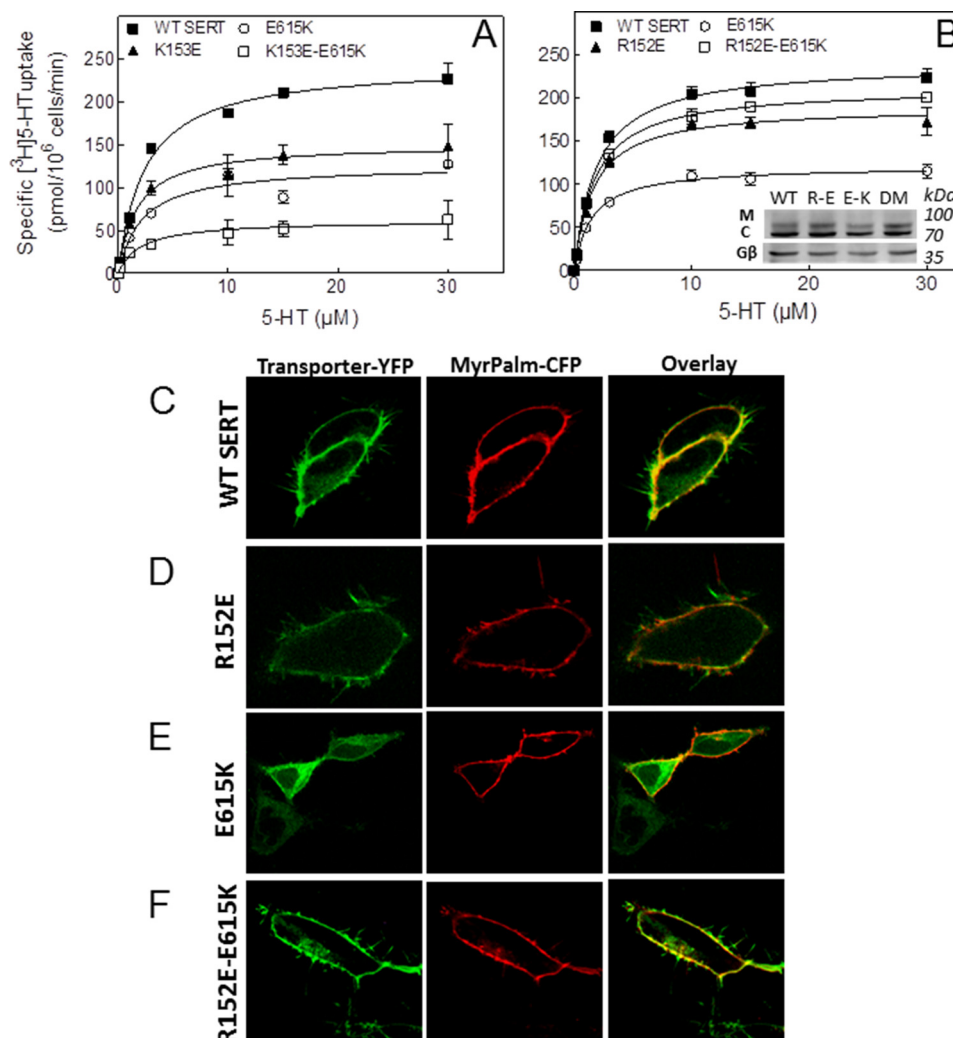 Specific [³H]5-HT uptake
(pmol/10⁶ cells/min)
■ WT SERT ○ E615K
▲ K153E □ K153E-E615K
A
250
200
150
100
50
0
0 10 20 30
5-HT (µM)
■ WT SERT ○ E615K
▲ R152E □ R152E-E615K
B
250
200
150
100
50
0
WT R-E E-K DM kDa
M 100
C 70
Gβ 35
0 10 20 30
5-HT (µM)
Transporter-YFP MyrPalm-CFP Overlay
C WT SERT
D R152E
E E615K
F R152E-E615K